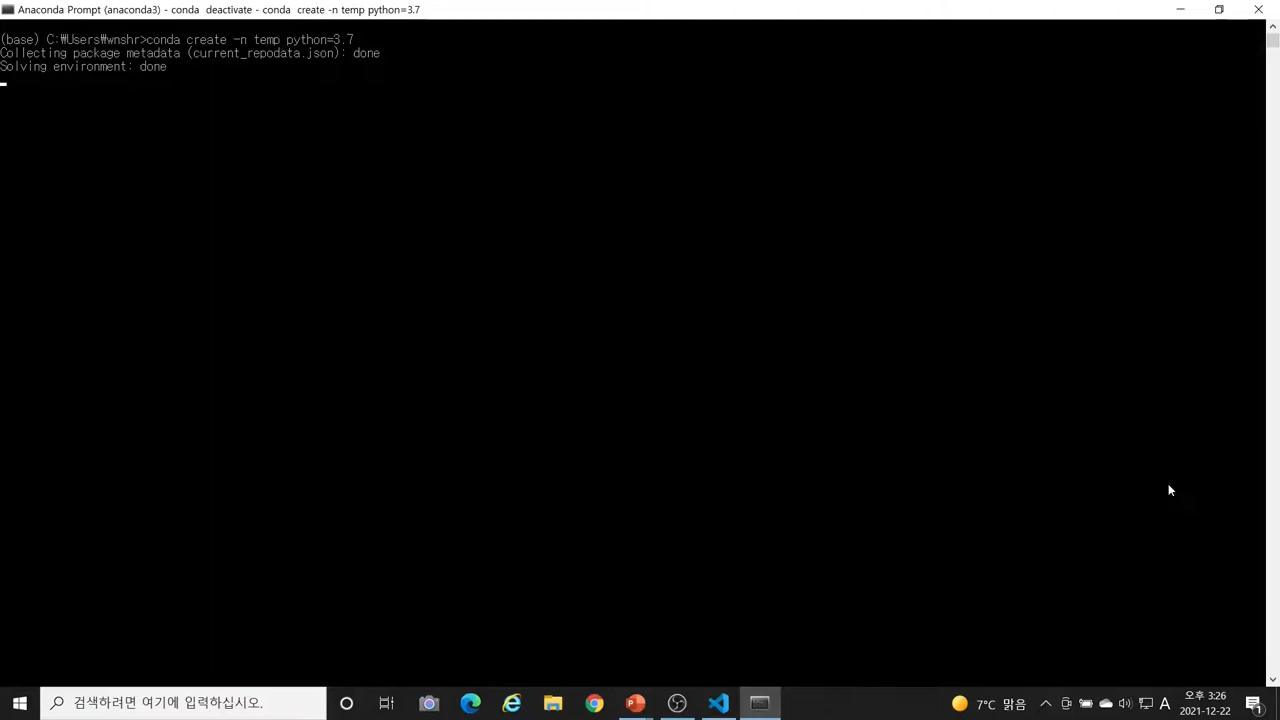 Anaconda Prompt (anaconda3) - conda  deactivate - conda  create -n temp python=3.7
(base) C:₩Users₩wnshr>conda create -n temp python=3.7
Collecting package metadata (current_repodata.json): done
Solving environment: done
검색하려면 여기에 입력하십시오.
7°C 맑음
A
오후 3:26
2021-12-22
1